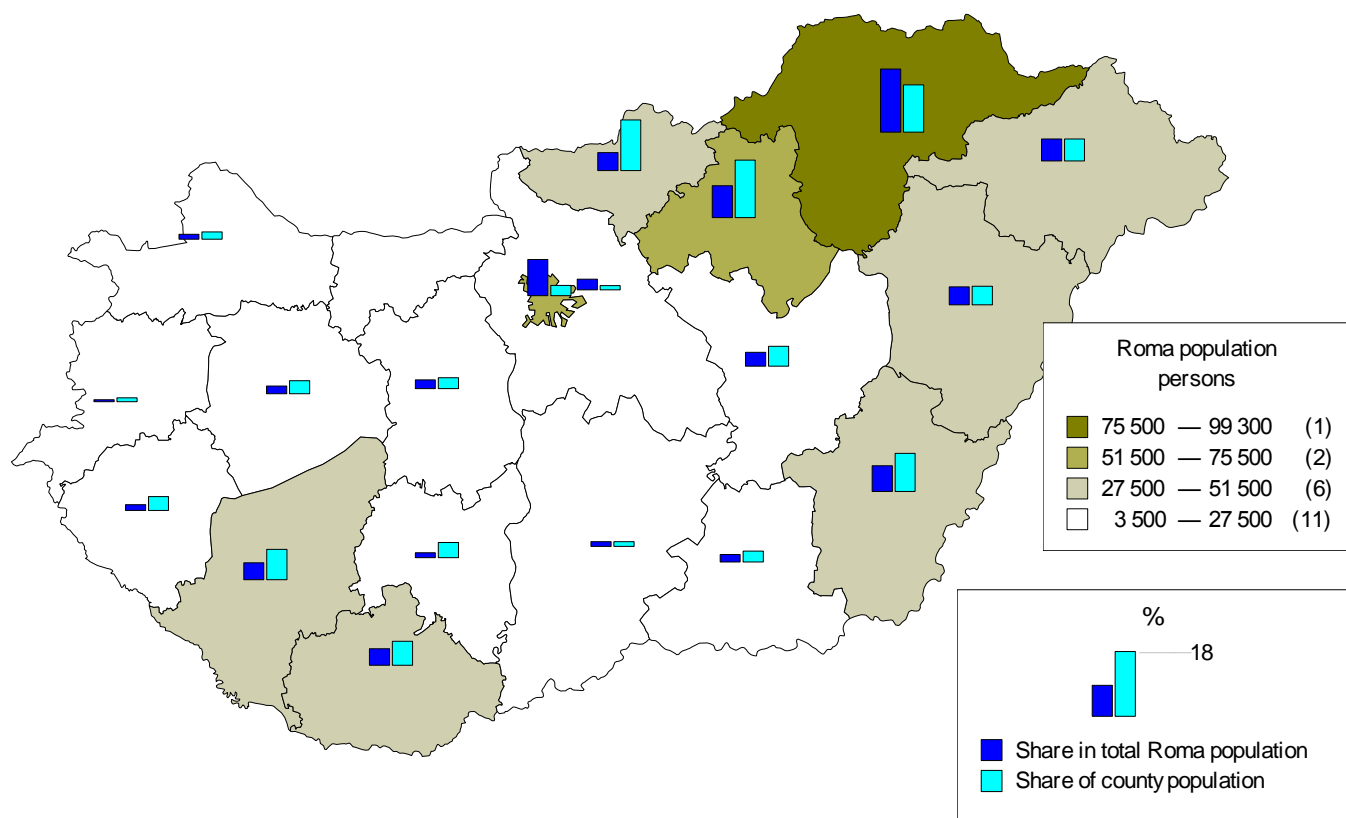 Roma population
persons
75 500 — 99 300 (1)
51 500 — 75 500 (2)
27 500 — 51 500 (6)
3 500 — 27 500 (11)
%
18
Share in total Roma population
Share of county population